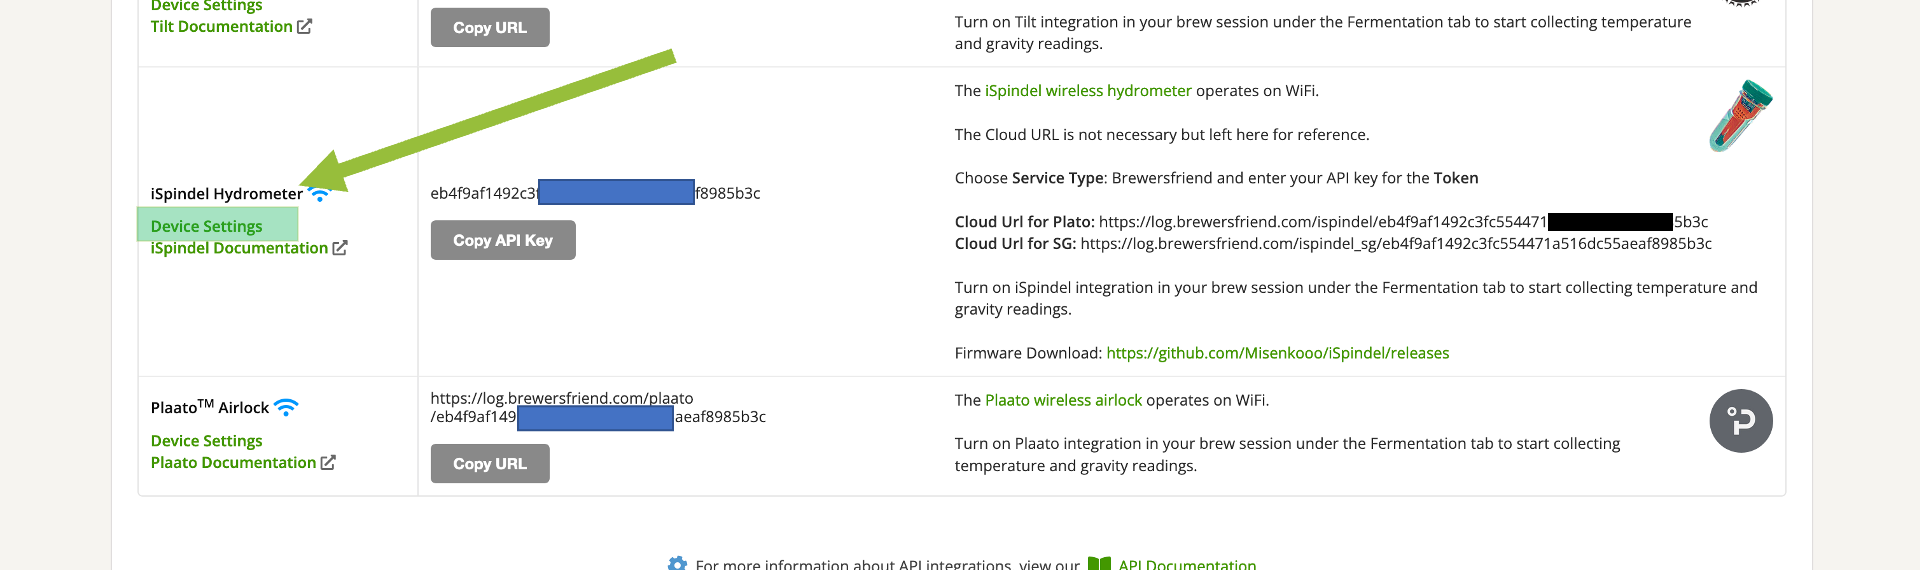 Device Settings
Tilt Documentation
Copy URL
Turn on Tilt integration in your brew session under the Fermentation tab to start collecting temperature
and gravity readings.
iSpindel Hydrometer
Device Settings
iSpindel Documentation
eb4f9af1492c3f f8985b3c
Copy API Key
The iSpindel wireless hydrometer operates on WiFi.
The Cloud URL is not necessary but left here for reference.
Choose Service Type: Brewersfriend and enter your API key for the Token
Cloud Url for Plato: https://log.brewersfriend.com/ispindel/eb4f9af1492c3fc554471 5b3c
Cloud Url for SG: https://log.brewersfriend.com/ispindel_sg/eb4f9af1492c3fc554471a516dc55aeaf8985b3c
Turn on iSpindel integration in your brew session under the Fermentation tab to start collecting temperature and
gravity readings.
Firmware Download: https://github.com/Misenkooo/iSpindel/releases
Plaato™ Airlock
Device Settings
Plaato Documentation
https://log.brewersfriend.com/plaato
/eb4f9af149 aeaf8985b3c
Copy URL
The Plaato wireless airlock operates on WiFi.
Turn on Plaato integration in your brew session under the Fermentation tab to start collecting
temperature and gravity readings.
For more information about API integrations, view our API Documentation